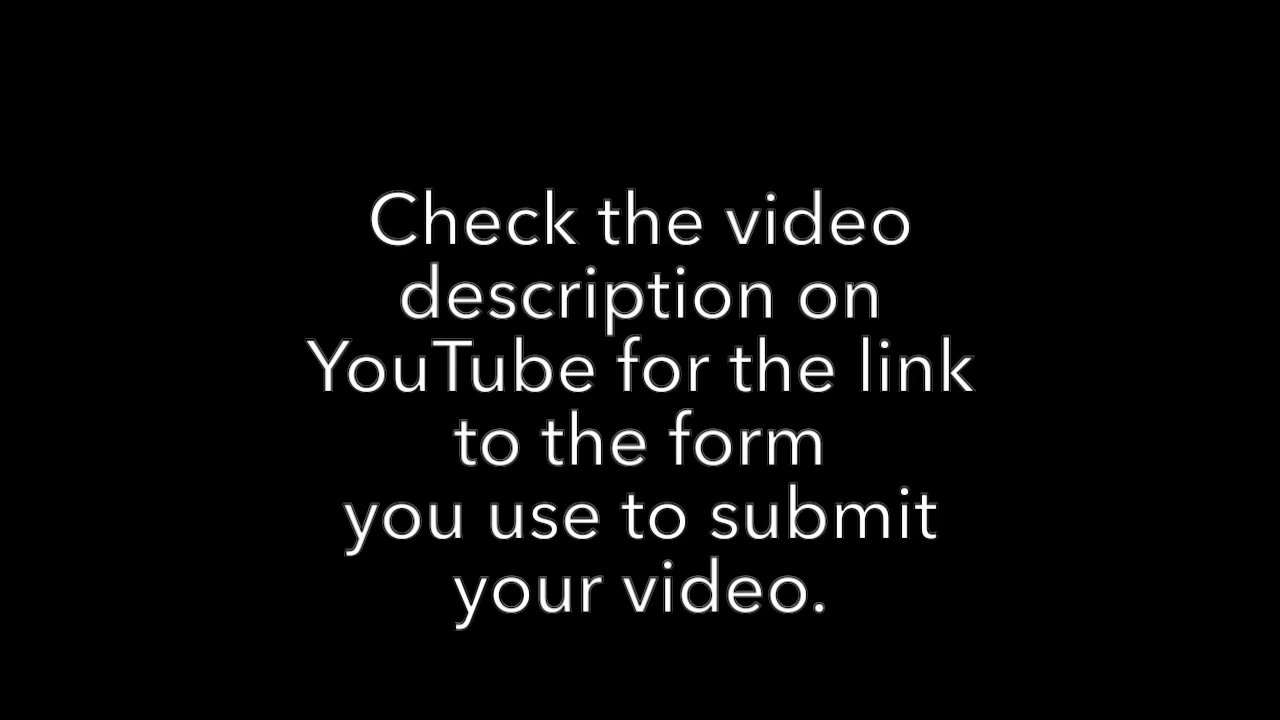 Check the video
description on
YouTube for the link
to the form
you use to submit
your video.